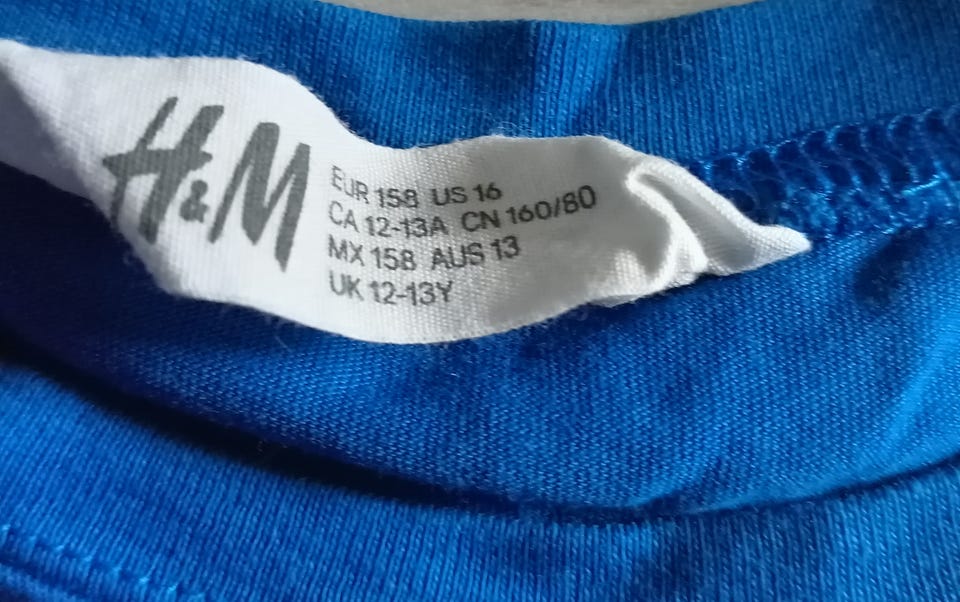 H&M
EUR 158 US 16
CA 12-13A CN 160/80
MX 158 AUS 13
UK 12-13Y